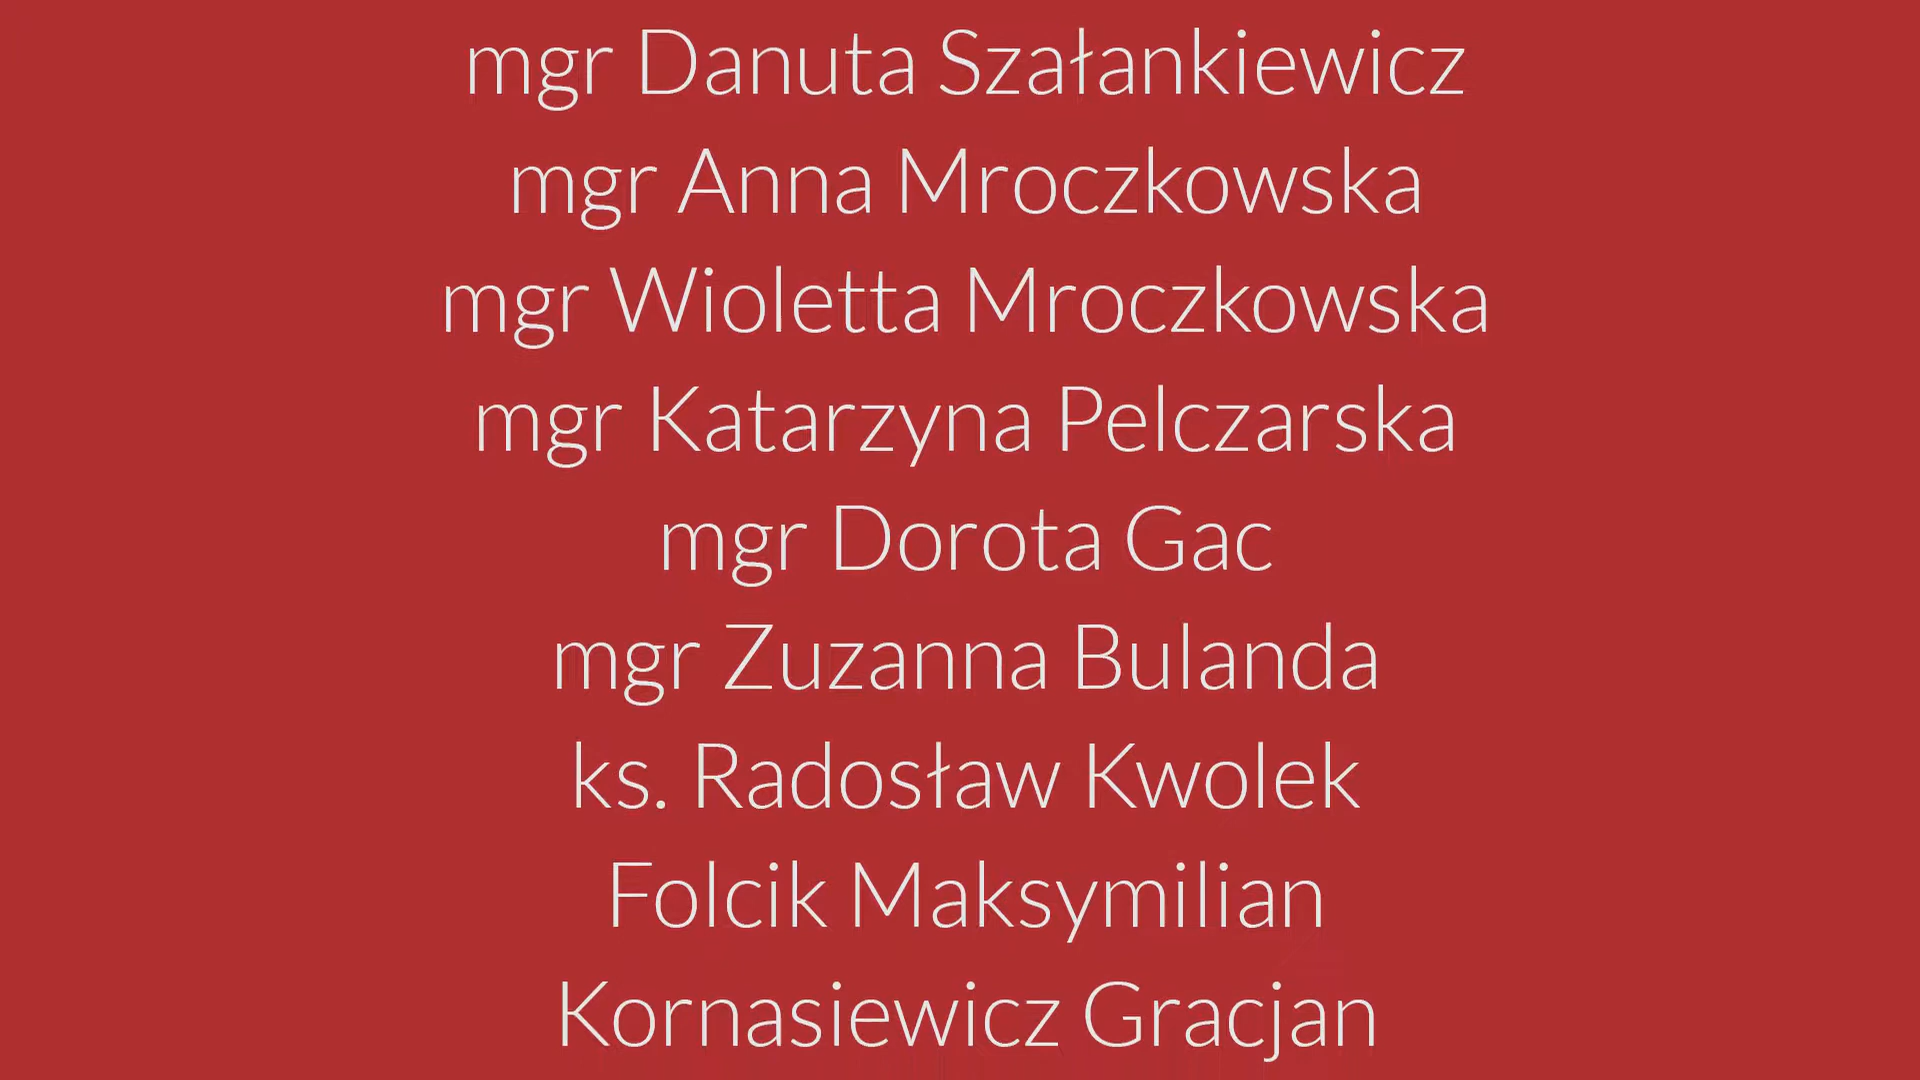 mgr Danuta Szałankiewicz
mgr Anna Mroczkowska
mgr Wioletta Mroczkowska
mgr Katarzyna Pelczarska
mgr Dorota Gac
mgr Zuzanna Bulanda
ks. Radosław Kwolek
Folcik Maksymilian
Kornasiewicz Gracjan